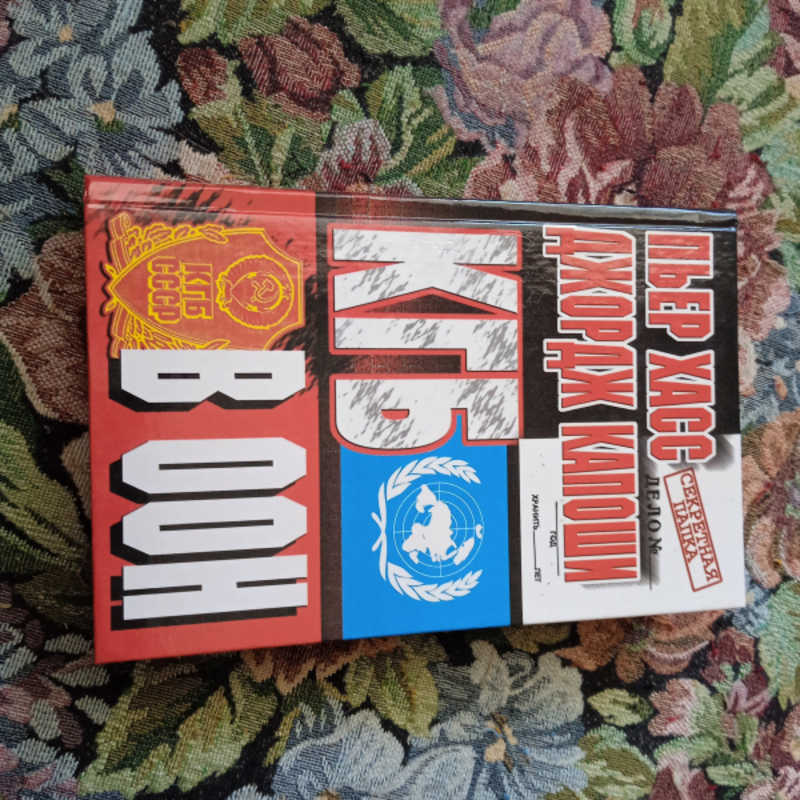 ПЬЕР ХАСС
ДЖОРДЖ КАПОШИ
СЕКРЕТНАЯ
ПАПКА
ДЕЛО №
ГОД
ХРАНИТЬ ЛЕТ
КГБ
КГБ
СССР
В ООН